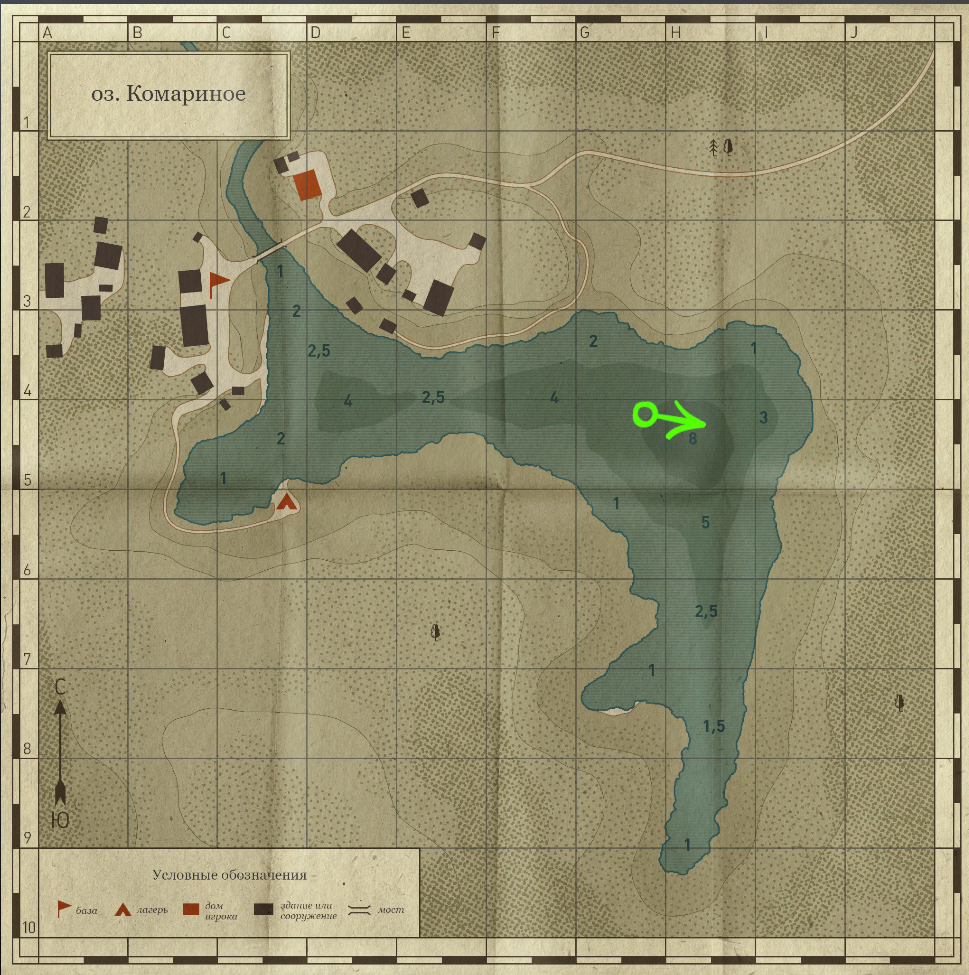 A B C D E F G H I J
оз. Комариное
1
2
1
3
2
2,5
2
1
4
4
2,5
4
3
8
2
5
1
1
5
6
2,5
7
1
С
1,5
8
Ю
9
1
Условные обозначения
база
лагерь
дом игрока
здание или сооружение
мост
10